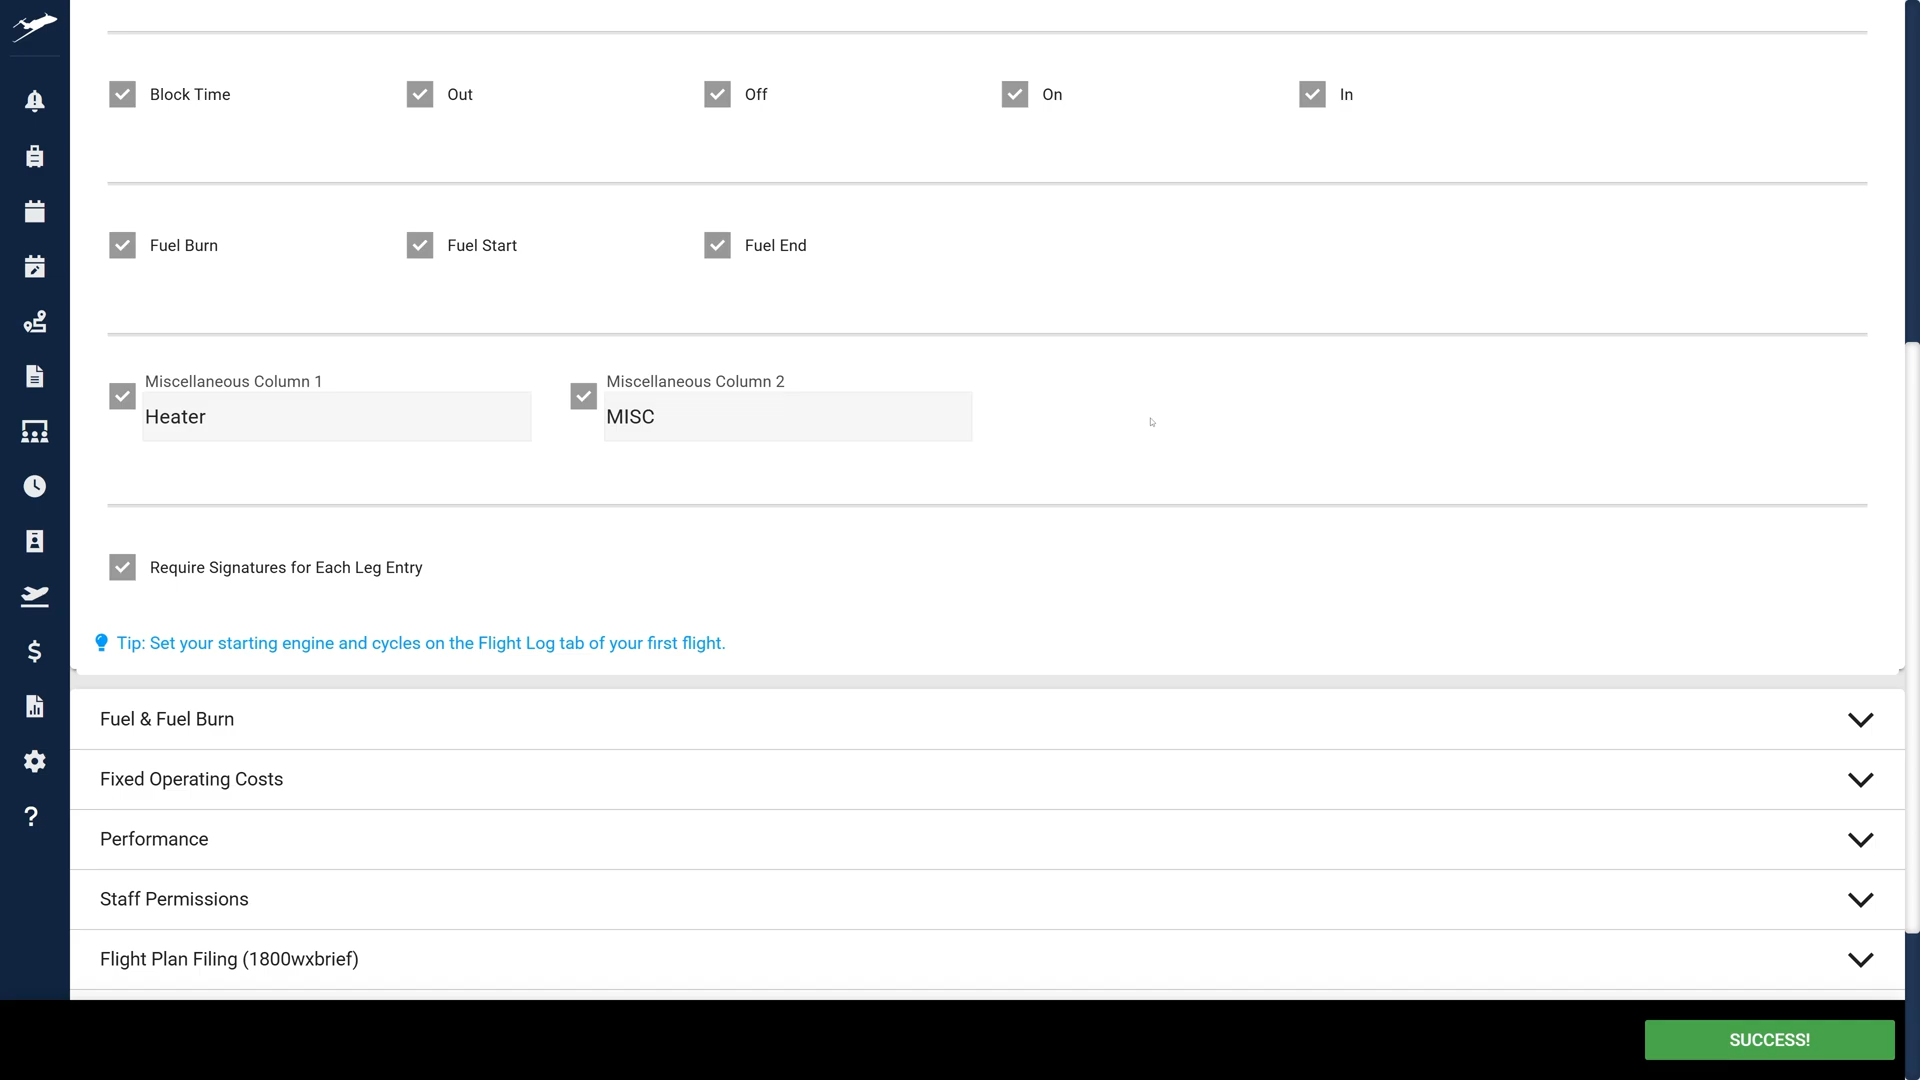 Block Time Out Off On In
Fuel Burn Fuel Start Fuel End
Miscellaneous Column 1 Miscellaneous Column 2
Heater MISC
Require Signatures for Each Leg Entry
Tip: Set your starting engine and cycles on the Flight Log tab of your first flight.
Fuel & Fuel Burn
Fixed Operating Costs
Performance
Staff Permissions
Flight Plan Filing (1800wxbrief)
?
SUCCESS!